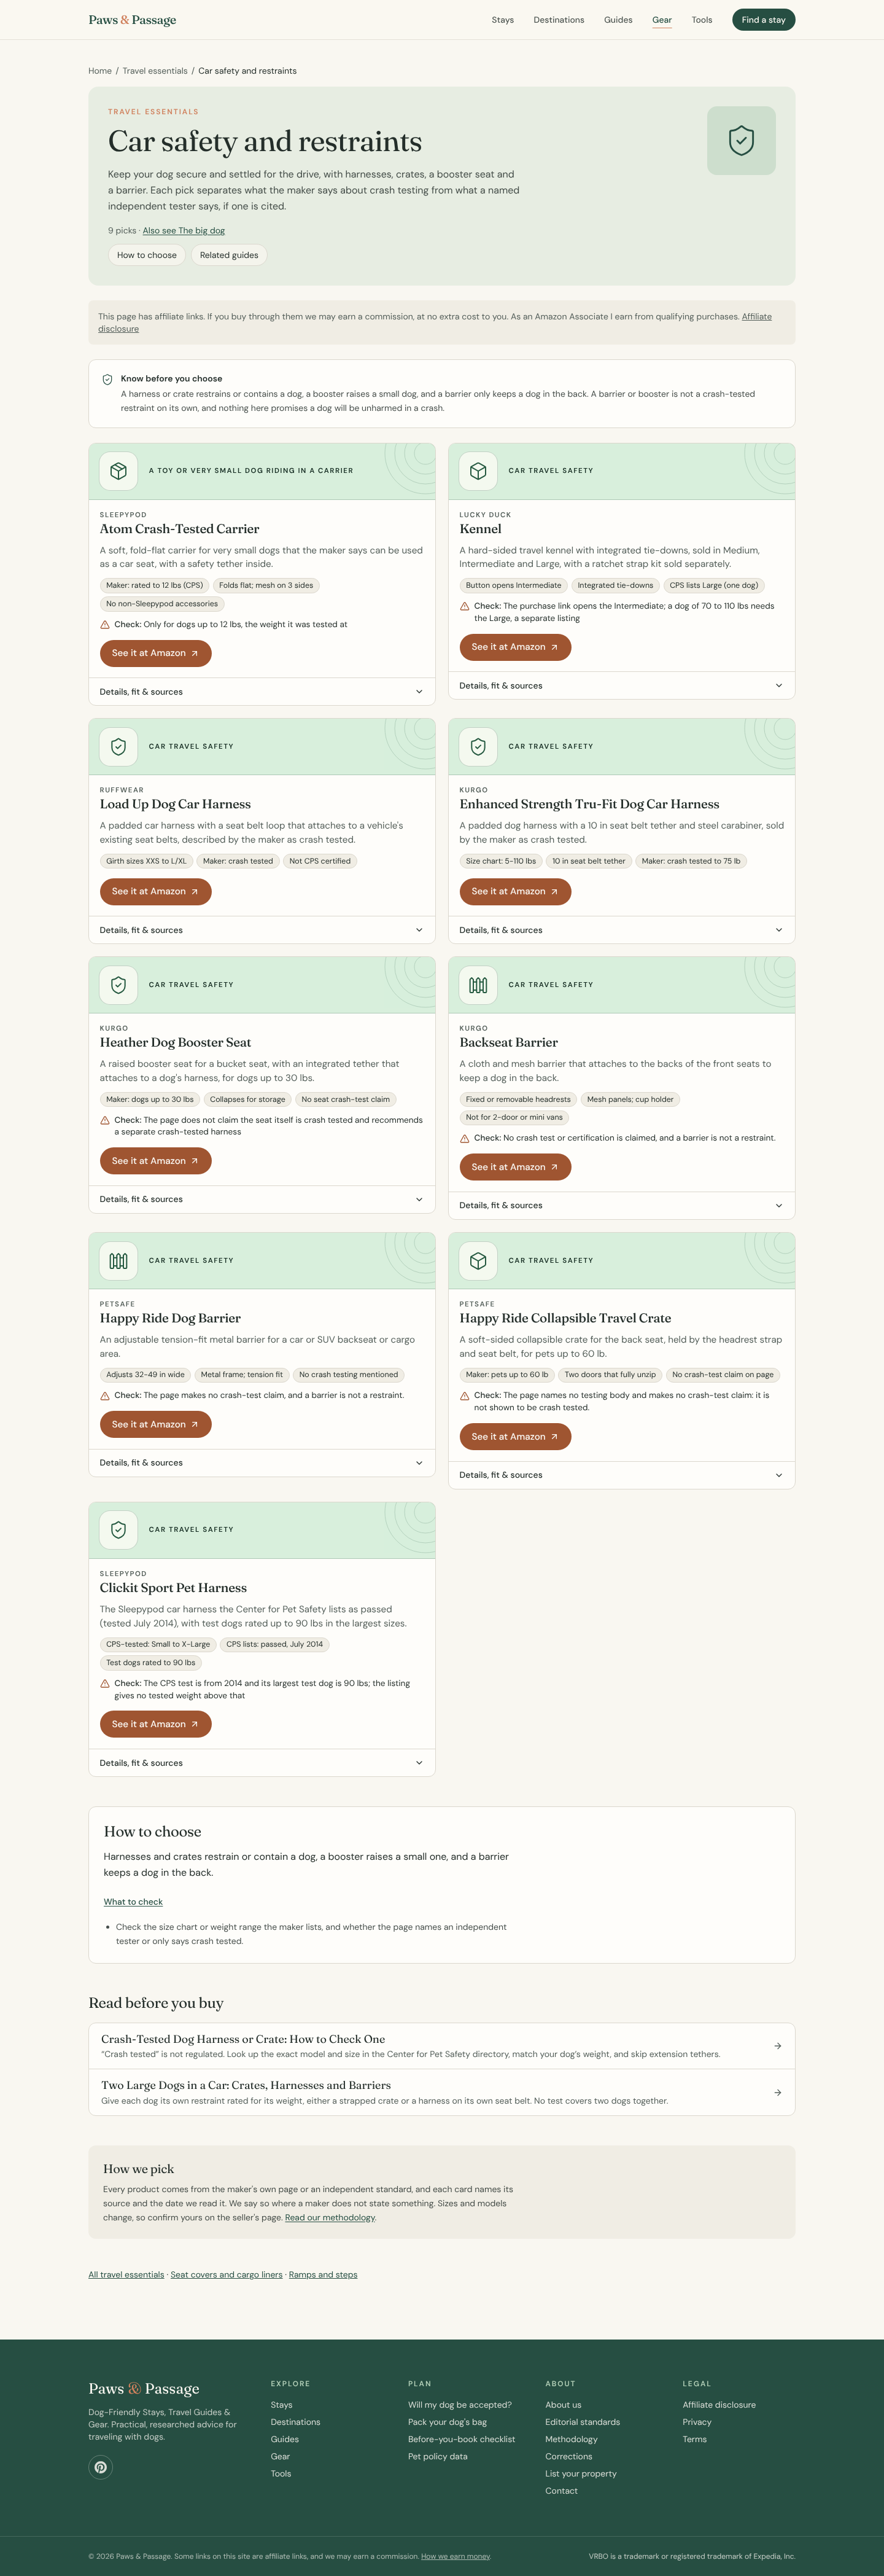 Paws & Passage
Stays
Destinations
Guides
Gear
Tools
Find a stay
Home / Travel essentials / Car safety and restraints
TRAVEL ESSENTIALS
Car safety and restraints
Keep your dog secure and settled for the drive, with harnesses, crates, a booster seat and
a barrier. Each pick separates what the maker says about crash testing from what a named
independent tester says, if one is cited.
9 picks · Also see The big dog
How to choose
Related guides
This page has affiliate links. If you buy through them we may earn a commission, at no extra cost to you. As an Amazon Associate I earn from qualifying purchases. Affiliate
disclosure
Know before you choose
A harness or crate restrains or contains a dog, a booster raises a small dog, and a barrier only keeps a dog in the back. A barrier or booster is not a crash-tested
restraint on its own, and nothing here promises a dog will be unharmed in a crash.
A TOY OR VERY SMALL DOG RIDING IN A CARRIER
SLEEPYPOD
Atom Crash-Tested Carrier
A soft, fold-flat carrier for very small dogs that the maker says can be used
as a car seat, with a safety tether inside.
Maker: rated to 12 lbs (CPS)
Folds flat; mesh on 3 sides
No non-Sleepypod accessories
Check: Only for dogs up to 12 lbs, the weight it was tested at
See it at Amazon
Details, fit & sources
CAR TRAVEL SAFETY
LUCKY DUCK
Kennel
A hard-sided travel kennel with integrated tie-downs, sold in Medium,
Intermediate and Large, with a ratchet strap kit sold separately.
Button opens Intermediate
Integrated tie-downs
CPS lists Large (one dog)
Check: The purchase link opens the Intermediate; a dog of 70 to 110 lbs needs
the Large, a separate listing
See it at Amazon
Details, fit & sources
CAR TRAVEL SAFETY
RUFFWEAR
Load Up Dog Car Harness
A padded car harness with a seat belt loop that attaches to a vehicle's
existing seat belts, described by the maker as crash tested.
Girth sizes XXS to L/XL
Maker: crash tested
Not CPS certified
See it at Amazon
Details, fit & sources
CAR TRAVEL SAFETY
KURGO
Enhanced Strength Tru-Fit Dog Car Harness
A padded dog harness with a 10 in seat belt tether and steel carabiner, sold
by the maker as crash tested.
Size chart: 5-110 lbs
10 in seat belt tether
Maker: crash tested to 75 lb
See it at Amazon
Details, fit & sources
CAR TRAVEL SAFETY
KURGO
Heather Dog Booster Seat
A raised booster seat for a bucket seat, with an integrated tether that
attaches to a dog's harness, for dogs up to 30 lbs.
Maker: dogs up to 30 lbs
Collapses for storage
No seat crash-test claim
Check: The page does not claim the seat itself is crash tested and recommends
a separate crash-tested harness
See it at Amazon
Details, fit & sources
CAR TRAVEL SAFETY
KURGO
Backseat Barrier
A cloth and mesh barrier that attaches to the backs of the front seats to
keep a dog in the back.
Fixed or removable headrests
Mesh panels; cup holder
Not for 2-door or mini vans
Check: No crash test or certification is claimed, and a barrier is not a restraint.
See it at Amazon
Details, fit & sources
CAR TRAVEL SAFETY
PETSAFE
Happy Ride Dog Barrier
An adjustable tension-fit metal barrier for a car or SUV backseat or cargo
area.
Adjusts 32-49 in wide
Metal frame; tension fit
No crash testing mentioned
Check: The page makes no crash-test claim, and a barrier is not a restraint.
See it at Amazon
Details, fit & sources
CAR TRAVEL SAFETY
PETSAFE
Happy Ride Collapsible Travel Crate
A soft-sided collapsible crate for the back seat, held by the headrest strap
and seat belt, for pets up to 60 lb.
Maker: pets up to 60 lb
Two doors that fully unzip
No crash-test claim on page
Check: The page names no testing body and makes no crash-test claim: it is
not shown to be crash tested.
See it at Amazon
Details, fit & sources
CAR TRAVEL SAFETY
SLEEPYPOD
Clickit Sport Pet Harness
The Sleepypod car harness the Center for Pet Safety lists as passed
(tested July 2014), with test dogs rated up to 90 lbs in the largest sizes.
CPS-tested: Small to X-Large
CPS lists: passed, July 2014
Test dogs rated to 90 lbs
Check: The CPS test is from 2014 and its largest test dog is 90 lbs; the listing
gives no tested weight above that
See it at Amazon
Details, fit & sources
How to choose
Harnesses and crates restrain or contain a dog, a booster raises a small one, and a barrier
keeps a dog in the back.
What to check
• Check the size chart or weight range the maker lists, and whether the page names an independent
tester or only says crash tested.
Read before you buy
Crash-Tested Dog Harness or Crate: How to Check One
“Crash tested” is not regulated. Look up the exact model and size in the Center for Pet Safety directory, match your dog’s weight, and skip extension tethers.
Two Large Dogs in a Car: Crates, Harnesses and Barriers
Give each dog its own restraint rated for its weight, either a strapped crate or a harness on its own seat belt. No test covers two dogs together.
How we pick
Every product comes from the maker's own page or an independent standard, and each card names its
source and the date we read it. We say so where a maker does not state something. Sizes and models
change, so confirm yours on the seller's page. Read our methodology.
All travel essentials · Seat covers and cargo liners · Ramps and steps
Paws & Passage
Dog-Friendly Stays, Travel Guides &
Gear. Practical, researched advice for
traveling with dogs.
EXPLORE
Stays
Destinations
Guides
Gear
Tools
PLAN
Will my dog be accepted?
Pack your dog's bag
Before-you-book checklist
Pet policy data
ABOUT
About us
Editorial standards
Methodology
Corrections
List your property
Contact
LEGAL
Affiliate disclosure
Privacy
Terms
© 2026 Paws & Passage. Some links on this site are affiliate links, and we may earn a commission. How we earn money.
VRBO is a trademark or registered trademark of Expedia, Inc.